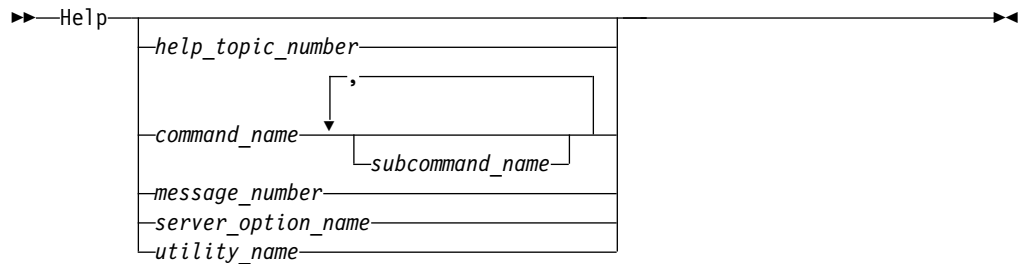 Help
help_topic_number
,
command_name
subcommand_name
message_number
server_option_name
utility_name